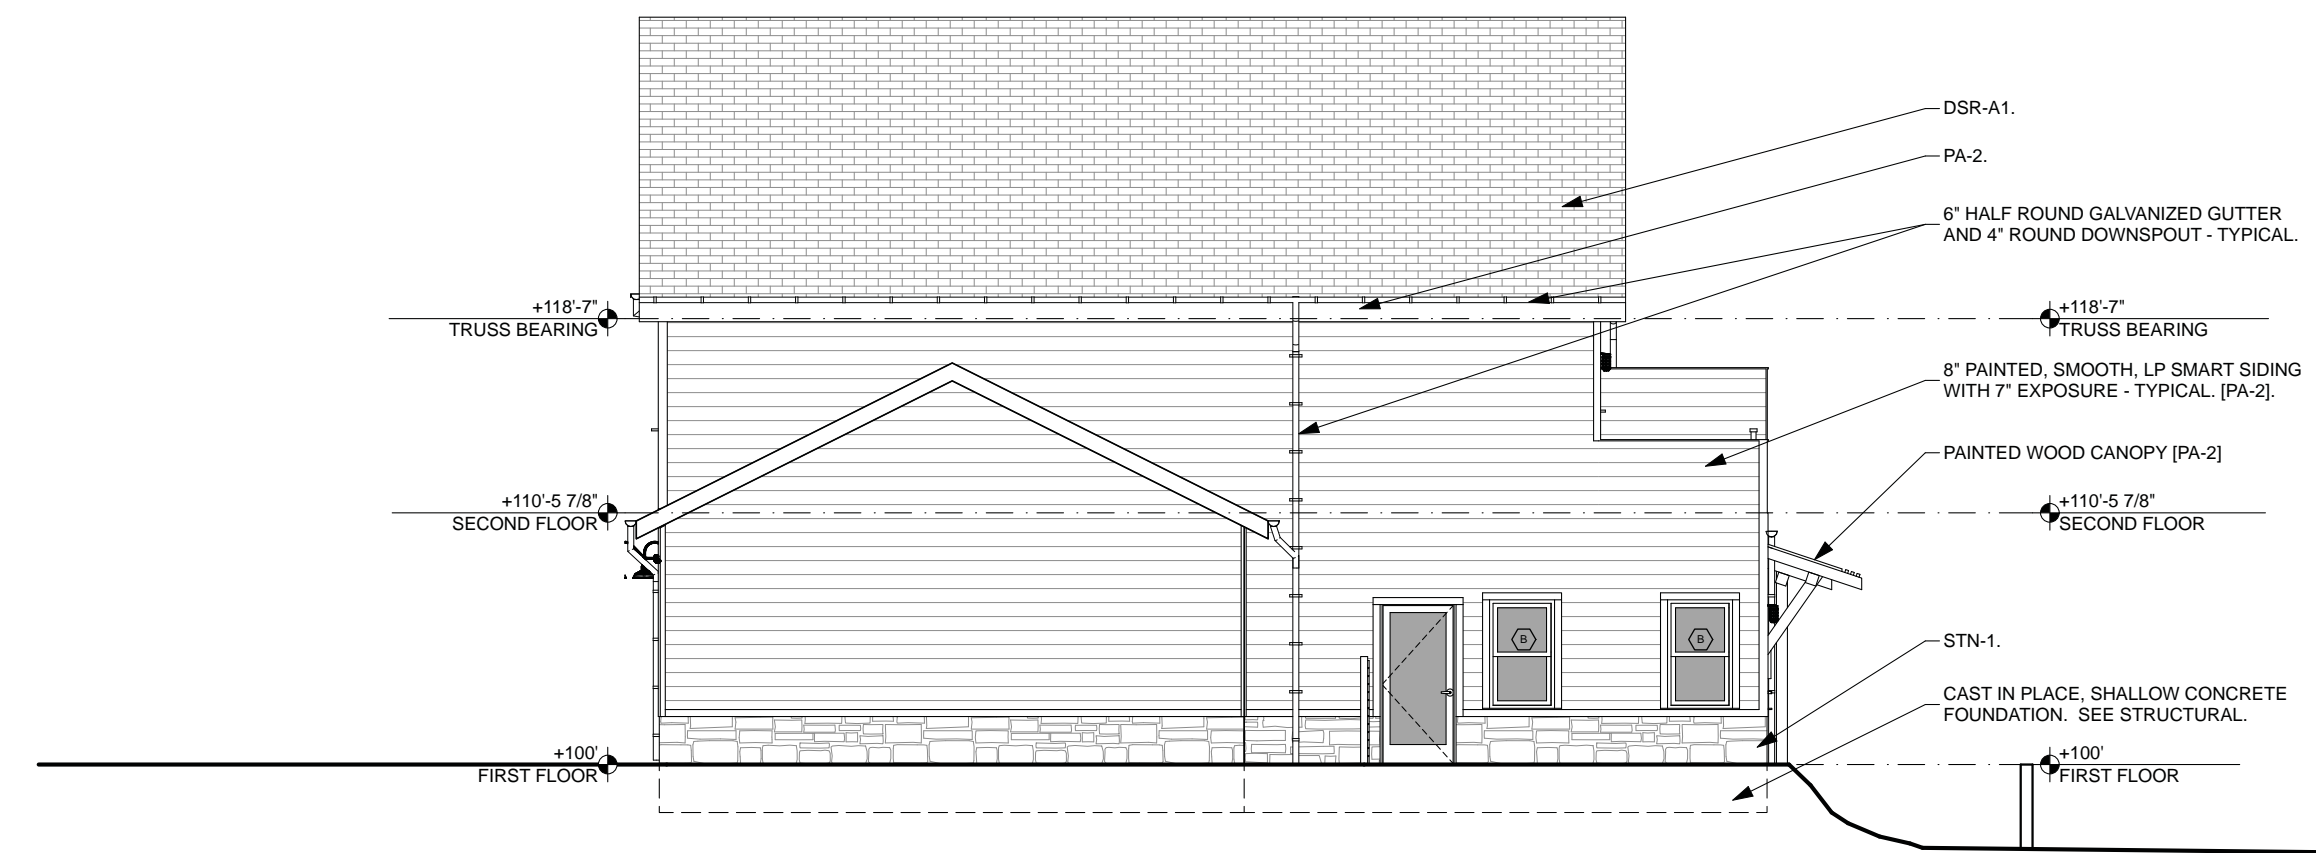 DSR-A1.
PA-2.
6" HALF ROUND GALVANIZED GUTTER
AND 4" ROUND DOWNSPOUT - TYPICAL.
+118'-7"
TRUSS BEARING
+118'-7"
TRUSS BEARING
8" PAINTED, SMOOTH, LP SMART SIDING
WITH 7" EXPOSURE - TYPICAL. [PA-2].
PAINTED WOOD CANOPY [PA-2]
+110'-5 7/8"
SECOND FLOOR
+110'-5 7/8"
SECOND FLOOR
B
B
STN-1.
CAST IN PLACE, SHALLOW CONCRETE
FOUNDATION.  SEE STRUCTURAL.
+100'
FIRST FLOOR
+100'
FIRST FLOOR